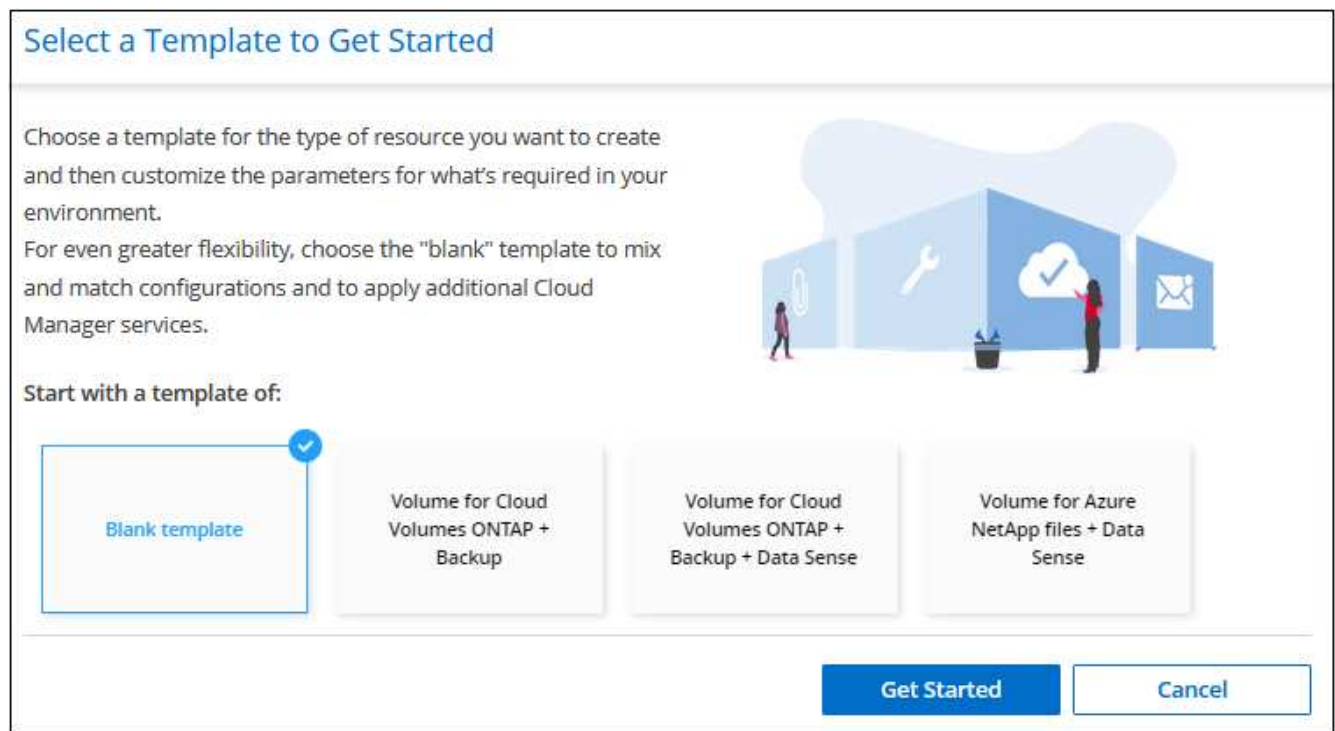 Select a Template to Get Started
Choose a template for the type of resource you want to create
and then customize the parameters for what's required in your
environment.
For even greater flexibility, choose the "blank" template to mix
and match configurations and to apply additional Cloud
Manager services.
Start with a template of:
Blank template
Volume for Cloud
Volumes ONTAP +
Backup
Volume for Cloud
Volumes ONTAP +
Backup + Data Sense
Volume for Azure
NetApp files + Data
Sense
Get Started
Cancel